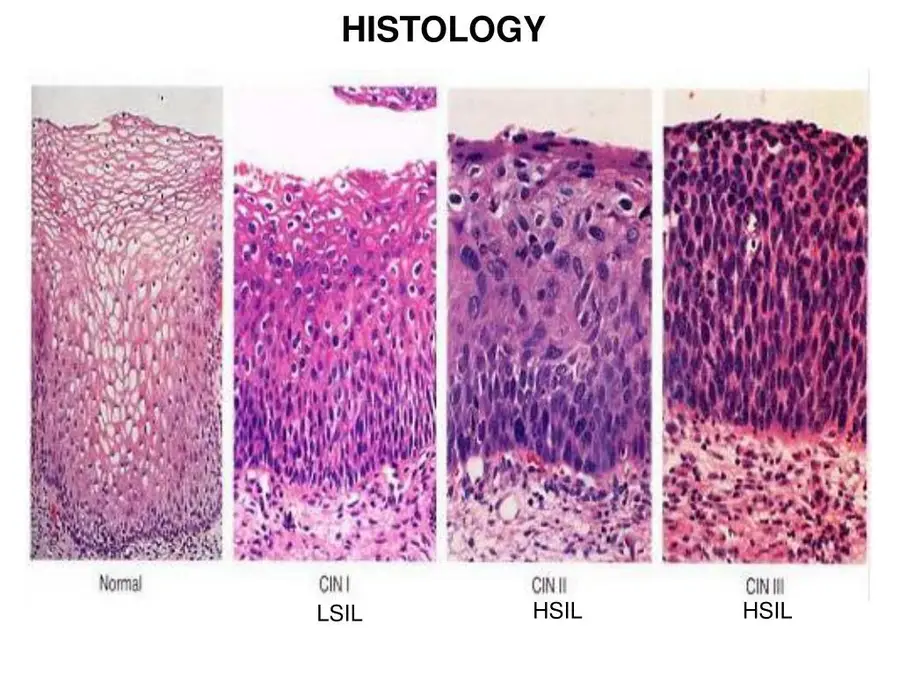 HISTOLOGY
Normal
CIN I
CIN II
CIN III
LSIL
HSIL
HSIL